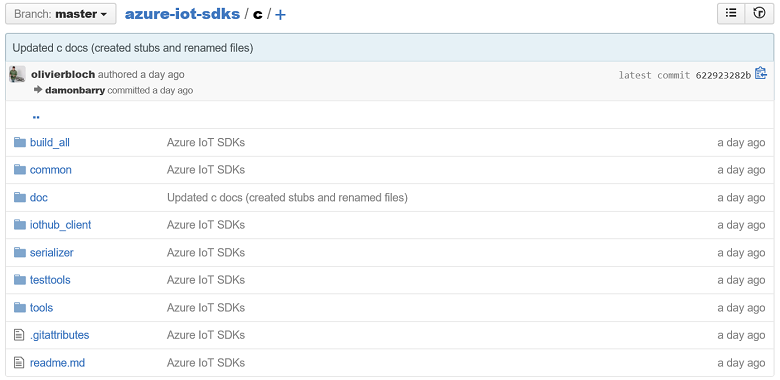 Branch: master azure-iot-sdks / c / +
Updated c docs (created stubs and renamed files)
olivierbloch authored a day ago latest commit 622923282b
damonbarry committed a day ago
..
build_all Azure IoT SDKs a day ago
common Azure IoT SDKs a day ago
doc Updated c docs (created stubs and renamed files) a day ago
iothub_client Azure IoT SDKs a day ago
serializer Azure IoT SDKs a day ago
testtools Azure IoT SDKs a day ago
tools Azure IoT SDKs a day ago
.gitattributes Azure IoT SDKs a day ago
readme.md Azure IoT SDKs a day ago